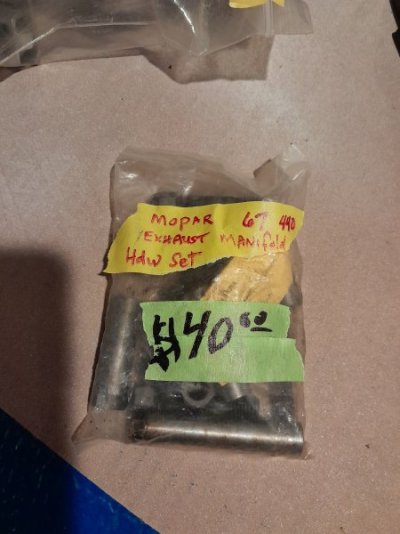 MOPAR 67 440
EXHAUST MANIFOLD
Hdw Set
$40.00